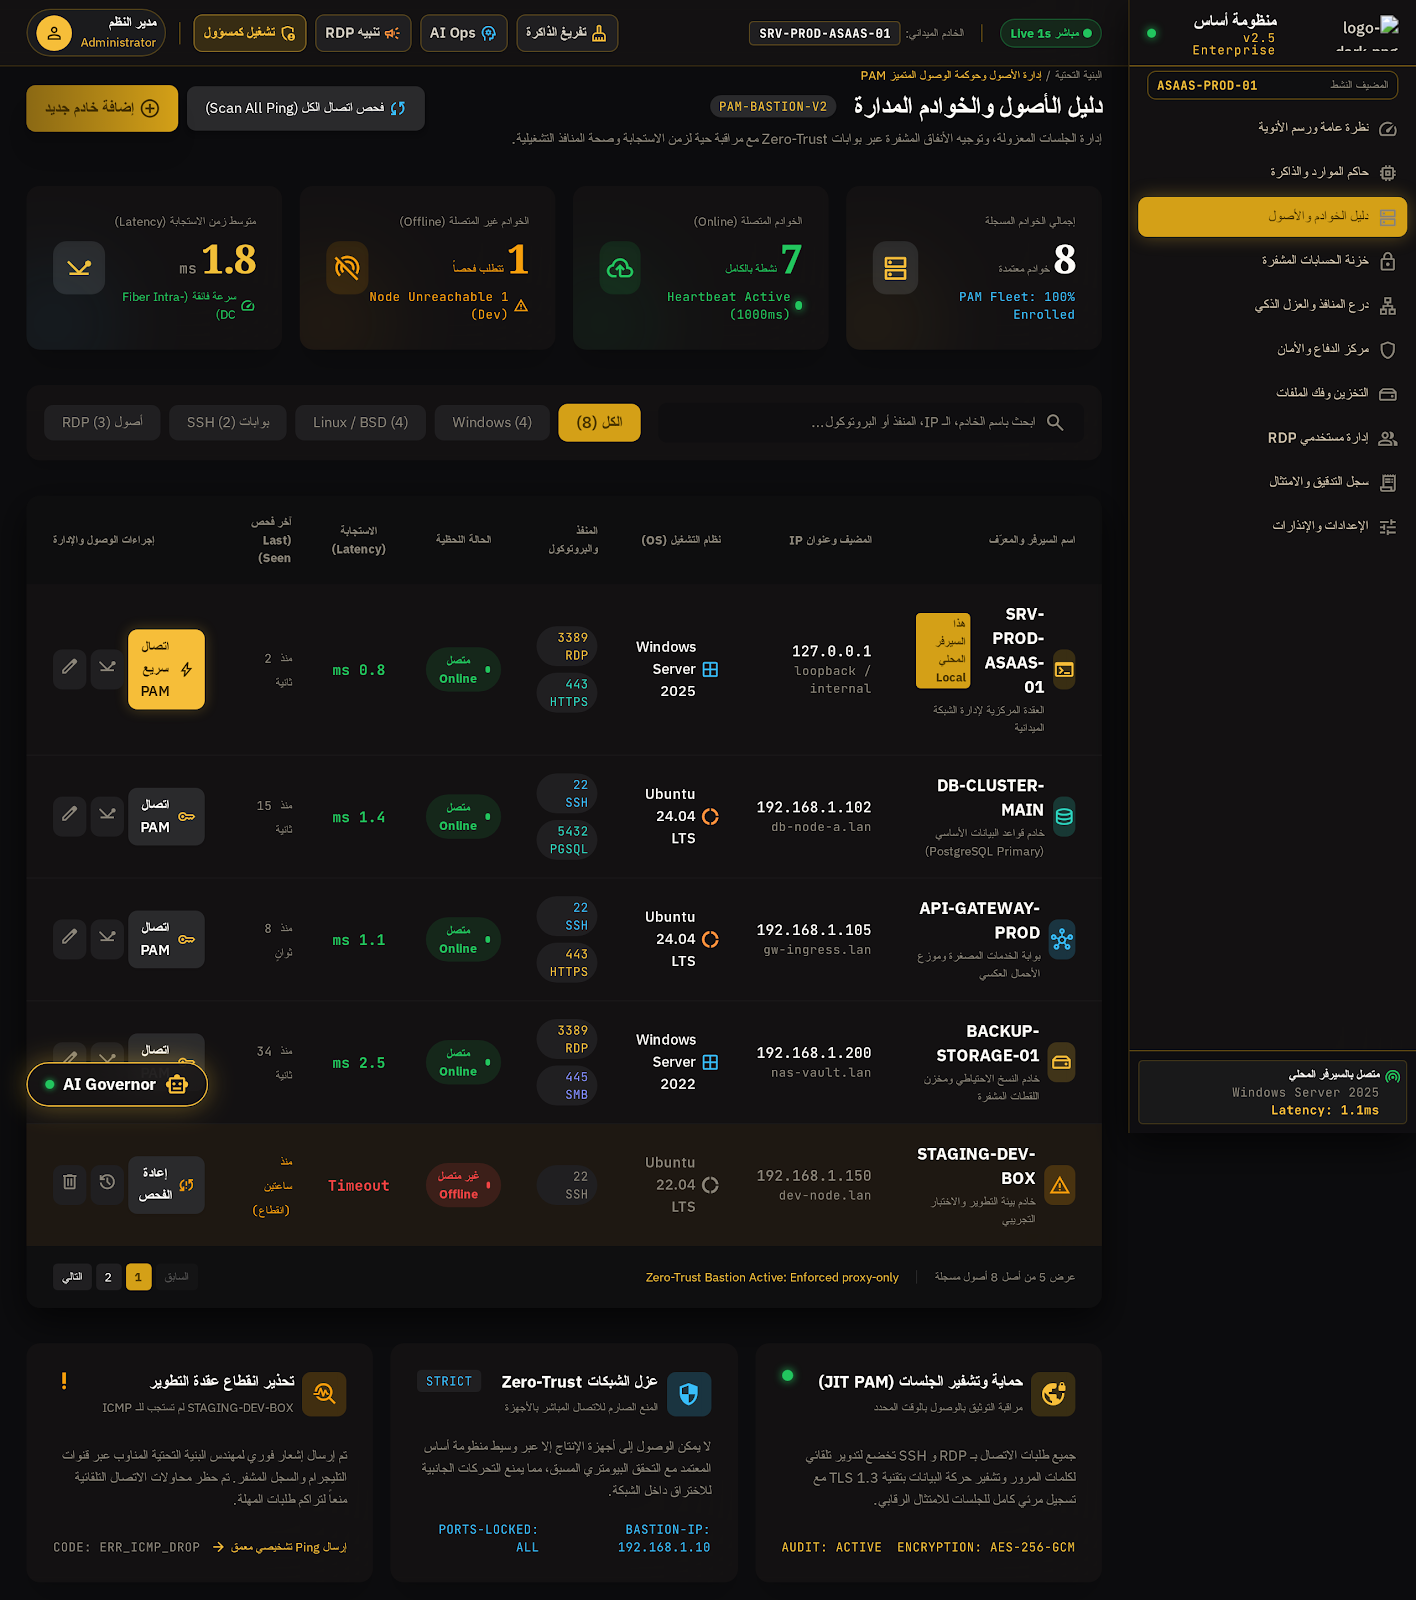 logo-
dark-png
منظومة أساس
v2.5
Enterprise
المضيف النشط
ASAAS-PROD-01
نظرة عامة ورسم الأنوية
حاكم الموارد والذاكرة
دليل الخوادم والأصول
خزنة الحسابات المشفرة
درع المنافذ والعزل الذكي
مركز الدفاع والأمان
التخزين وفك الملفات
إدارة مستخدمي RDP
سجل التدقيق والامتثال
الإعدادات والإنذارات
متصل بالسيرفر المحلي
Windows Server 2025
Latency: 1.1ms
مباشر Live 1s
الخادم الميداني:
SRV-PROD-ASAAS-01
تفريغ الذاكرة
AI Ops
تنبيه RDP
تشغيل كمسؤول
مدير النظم
Administrator
البنية التحتية / إدارة الأصول وحوكمة الوصول المتميز PAM
دليل الأصول والخوادم المدارة
PAM-BASTION-V2
إدارة الجلسات المعزولة، وتوجيه الأنفاق المشفرة عبر بوابات Zero-Trust مع مراقبة حية لزمن الاستجابة وصحة المنافذ التشغيلية.
فحص اتصال الكل (Scan All Ping)
إضافة خادم جديد
إجمالي الخوادم المسجلة
8 خوادم معتمدة
PAM Fleet: 100%
Enrolled
الخوادم المتصلة (Online)
7 نشطة بالكامل
Heartbeat Active
(1000ms)
الخوادم غير المتصلة (Offline)
1 تتطلب فحصاً
Node Unreachable 1
(Dev)
متوسط زمن الاستجابة (Latency)
1.8 ms
سرعة فائقة (Fiber Intra-
DC)
ابحث باسم الخادم، الـ IP، المنفذ أو البروتوكول...
الكل (8)
Windows (4)
Linux / BSD (4)
بوابات SSH (2)
أصول RDP (3)
اسم السيرفر والمعرّف
المضيف وعنوان IP
نظام التشغيل (OS)
المنفذ
والبروتوكول
الحالة اللحظية
الاستجابة
(Latency)
آخر فحص
(Last
Seen)
إجراءات الوصول والإدارة
SRV-
PROD-
ASAAS-
01
هذا
السيرفر
المحلي
Local
العقدة المركزية لإدارة الشبكة
الميدانية
127.0.0.1
loopback /
internal
Windows
Server
2025
3389
RDP
443
HTTPS
متصل
Online
0.8 ms
منذ 2
ثانية
اتصال
سريع
PAM
DB-CLUSTER-
MAIN
خادم قواعد البيانات الأساسي
(PostgreSQL Primary)
192.168.1.102
db-node-a.lan
Ubuntu
24.04
LTS
22
SSH
5432
PGSQL
متصل
Online
1.4 ms
منذ 15
ثانية
اتصال
PAM
API-GATEWAY-
PROD
بوابة الخدمات المصغرة وموزع
الأحمال العكسي
192.168.1.105
gw-ingress.lan
Ubuntu
24.04
LTS
22
SSH
443
HTTPS
متصل
Online
1.1 ms
منذ 8
ثوانٍ
اتصال
PAM
BACKUP-
STORAGE-01
خادم النسخ الاحتياطي ومخزن
اللقطات المشفرة
192.168.1.200
nas-vault.lan
Windows
Server
2022
3389
RDP
445
SMB
متصل
Online
2.5 ms
منذ 34
ثانية
اتصال
AI Governor
STAGING-DEV-
BOX
خادم بيئة التطوير والاختبار
التجريبي
192.168.1.150
dev-node.lan
Ubuntu
22.04
LTS
22
SSH
غير متصل
Offline
Timeout
منذ
ساعتين
(انقطاع)
إعادة
الفحص
عرض 5 من أصل 8 أصول مسجلة
Zero-Trust Bastion Active: Enforced proxy-only
السابق
1
2
التالي
حماية وتشفير الجلسات (JIT PAM)
مراقبة التوثيق بالوصول بالوقت المحدد
جميع طلبات الاتصال بـ RDP و SSH تخضع لتدوير تلقائي
لكلمات المرور وتشفير حركة البيانات بتقنية TLS 1.3 مع
تسجيل مرئي كامل للجلسات للامتثال الرقابي.
ENCRYPTION: AES-256-GCM
AUDIT: ACTIVE
عزل الشبكات Zero-Trust
STRICT
المنع الصارم للاتصال المباشر بالأجهزة
لا يمكن الوصول إلى أجهزة الإنتاج إلا عبر وسيط منظومة أساس
المعتمد مع التحقق البيومتري المسبق، مما يمنع التحركات الجانبية
للاختراق داخل الشبكة.
BASTION-IP:
192.168.1.10
PORTS-LOCKED:
ALL
تحذير انقطاع عقدة التطوير
STAGING-DEV-BOX لم تستجب للـ ICMP
تم إرسال إشعار فوري لمهندس البنية التحتية المناوب عبر قنوات
التليجرام والسجل المشفر. تم حظر محاولات الاتصال التلقائية
منعاً لتراكم طلبات المهلة.
إرسال Ping تشخيصي معمق
CODE: ERR_ICMP_DROP